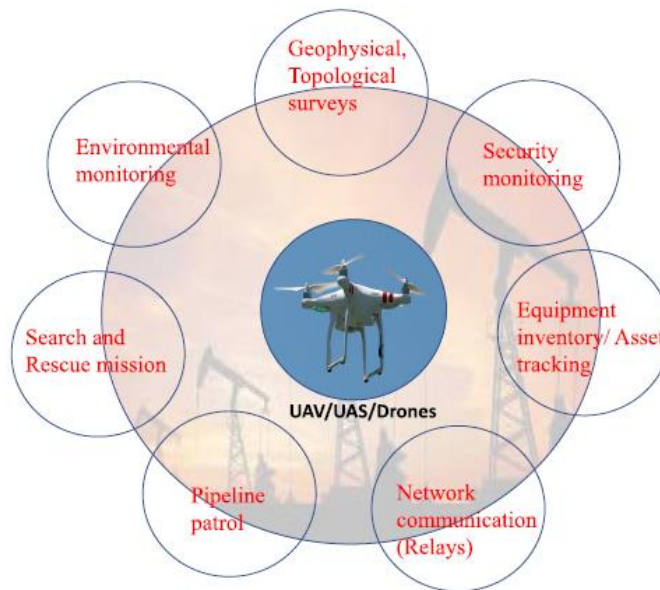 Geophysical,
Topological
surveys
Environmental
monitoring
Security
monitoring
Search and
Rescue mission
Equipment
inventory/ Asset
tracking
UAV/UAS/Drones
Pipeline
patrol
Network
communication
(Relays)